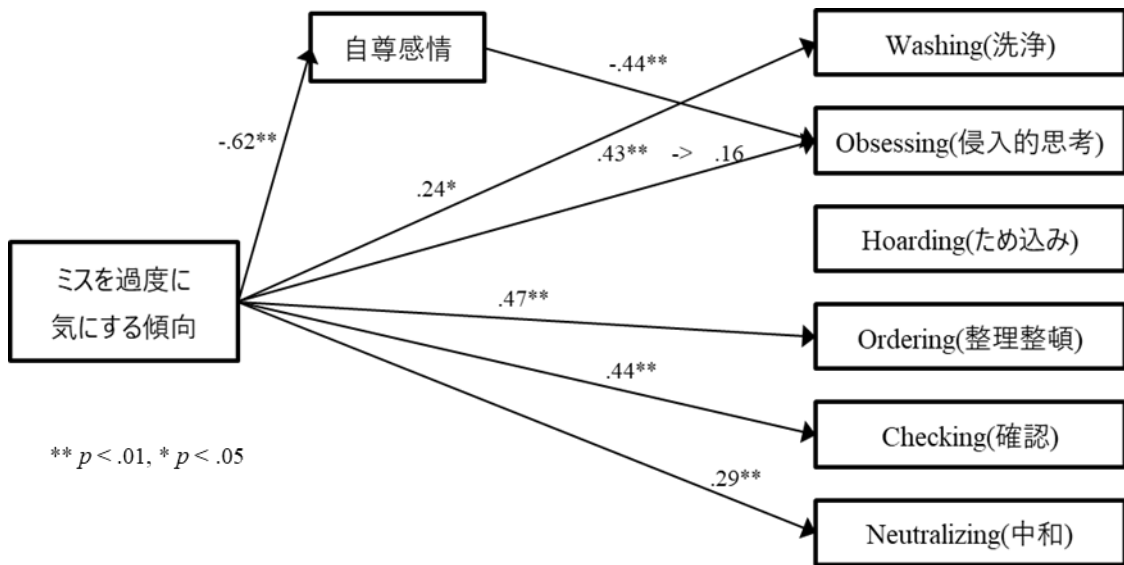 自尊感情
Washing(洗浄)
-.44**
Obsessing(侵入的思考)
-.62**
.43** -> .16
.24*
Hoarding(ため込み)
ミスを過度に
気にする傾向
.47**
Ordering(整理整頓)
.44**
Checking(確認)
** p < .01, * p < .05
.29**
Neutralizing(中和)